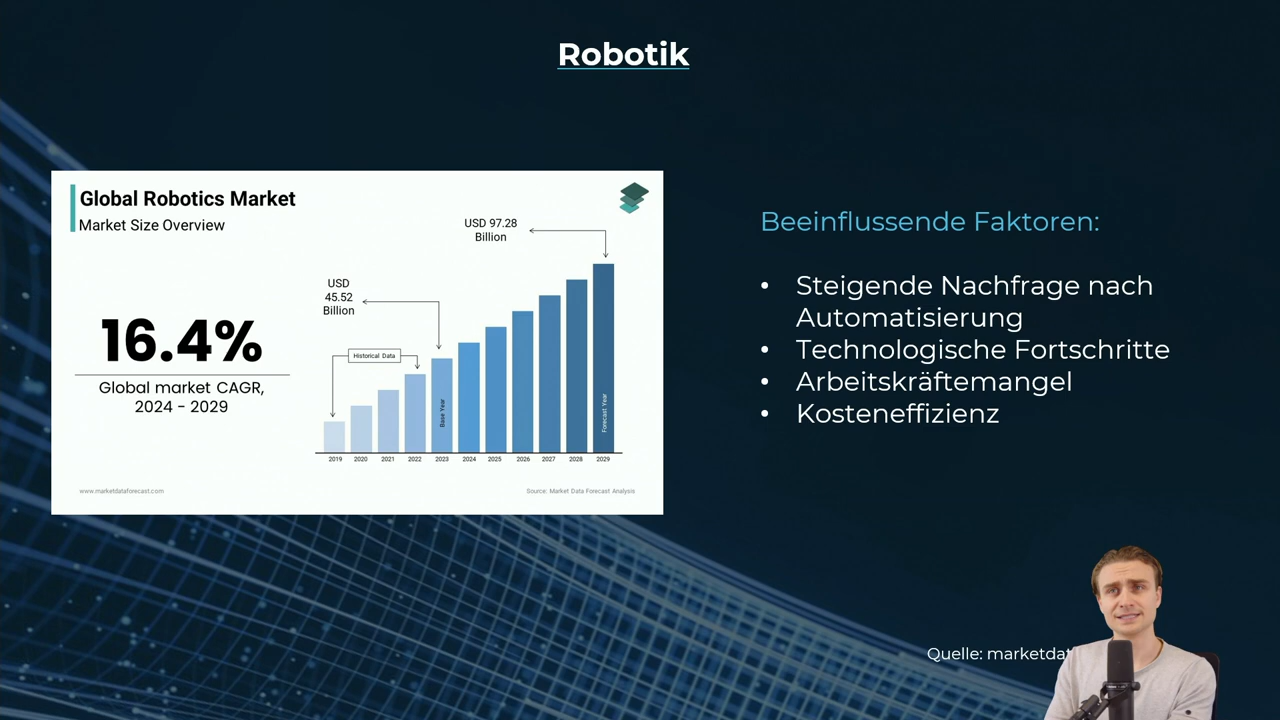 Robotik
Global Robotics Market
Market Size Overview
16.4%
Global market CAGR,
2024 - 2029
USD 97.28
Billion
USD
45.52
Billion
Historical Data
Base Year
Forecast Year
2019 2020 2021 2022 2023 2024 2025 2026 2027 2028 2029
www.marketdataforecast.com
Source: Market Data Forecast Analysis
Beeinflussende Faktoren:
• Steigende Nachfrage nach
Automatisierung
• Technologische Fortschritte
• Arbeitskräftemangel
• Kosteneffizienz
Quelle: